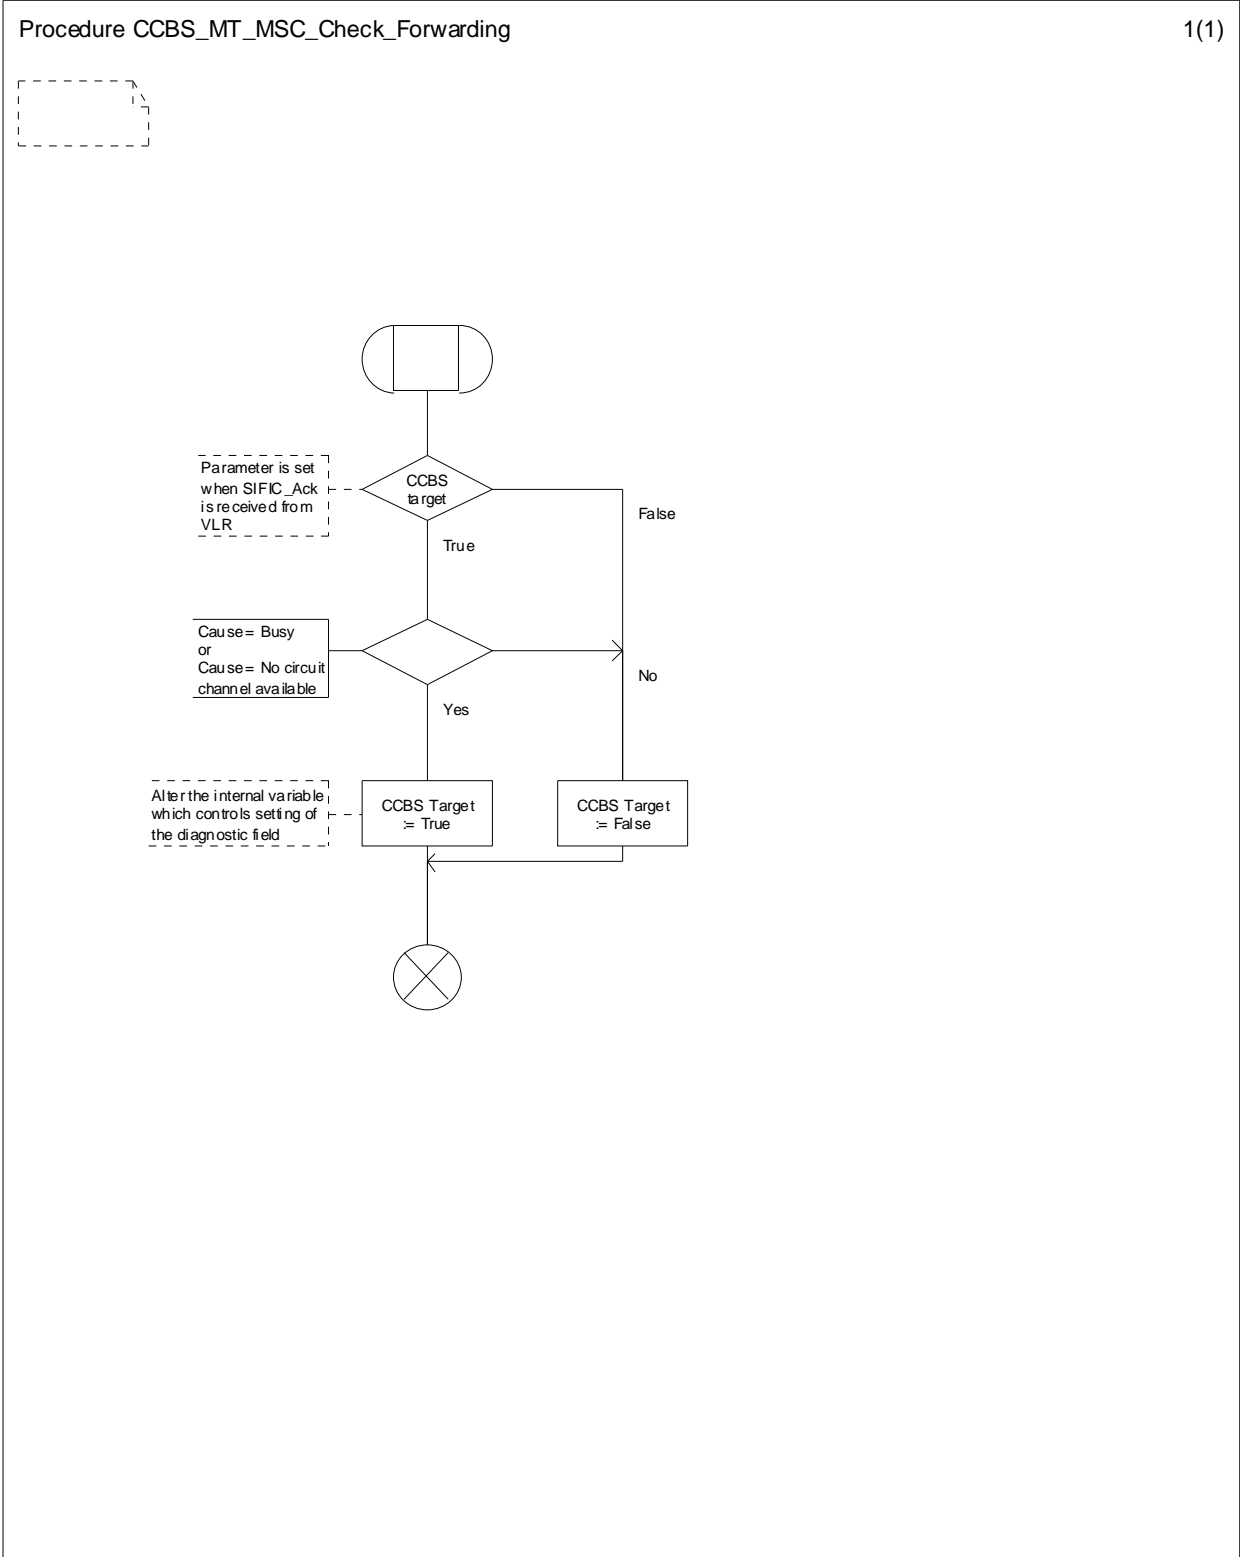 Procedure CCBS_MT_MSC_Check_Forwarding
1(1)
Parameter is set
when SIFIC_Ack
is received from
VLR
CCBS
target
False
True
Cause= Busy
or
Cause= No circuit
channel available
No
Yes
Alter the internal variable
which controls setting of
the diagnostic field
CCBS Target
:= True
CCBS Target
:= False